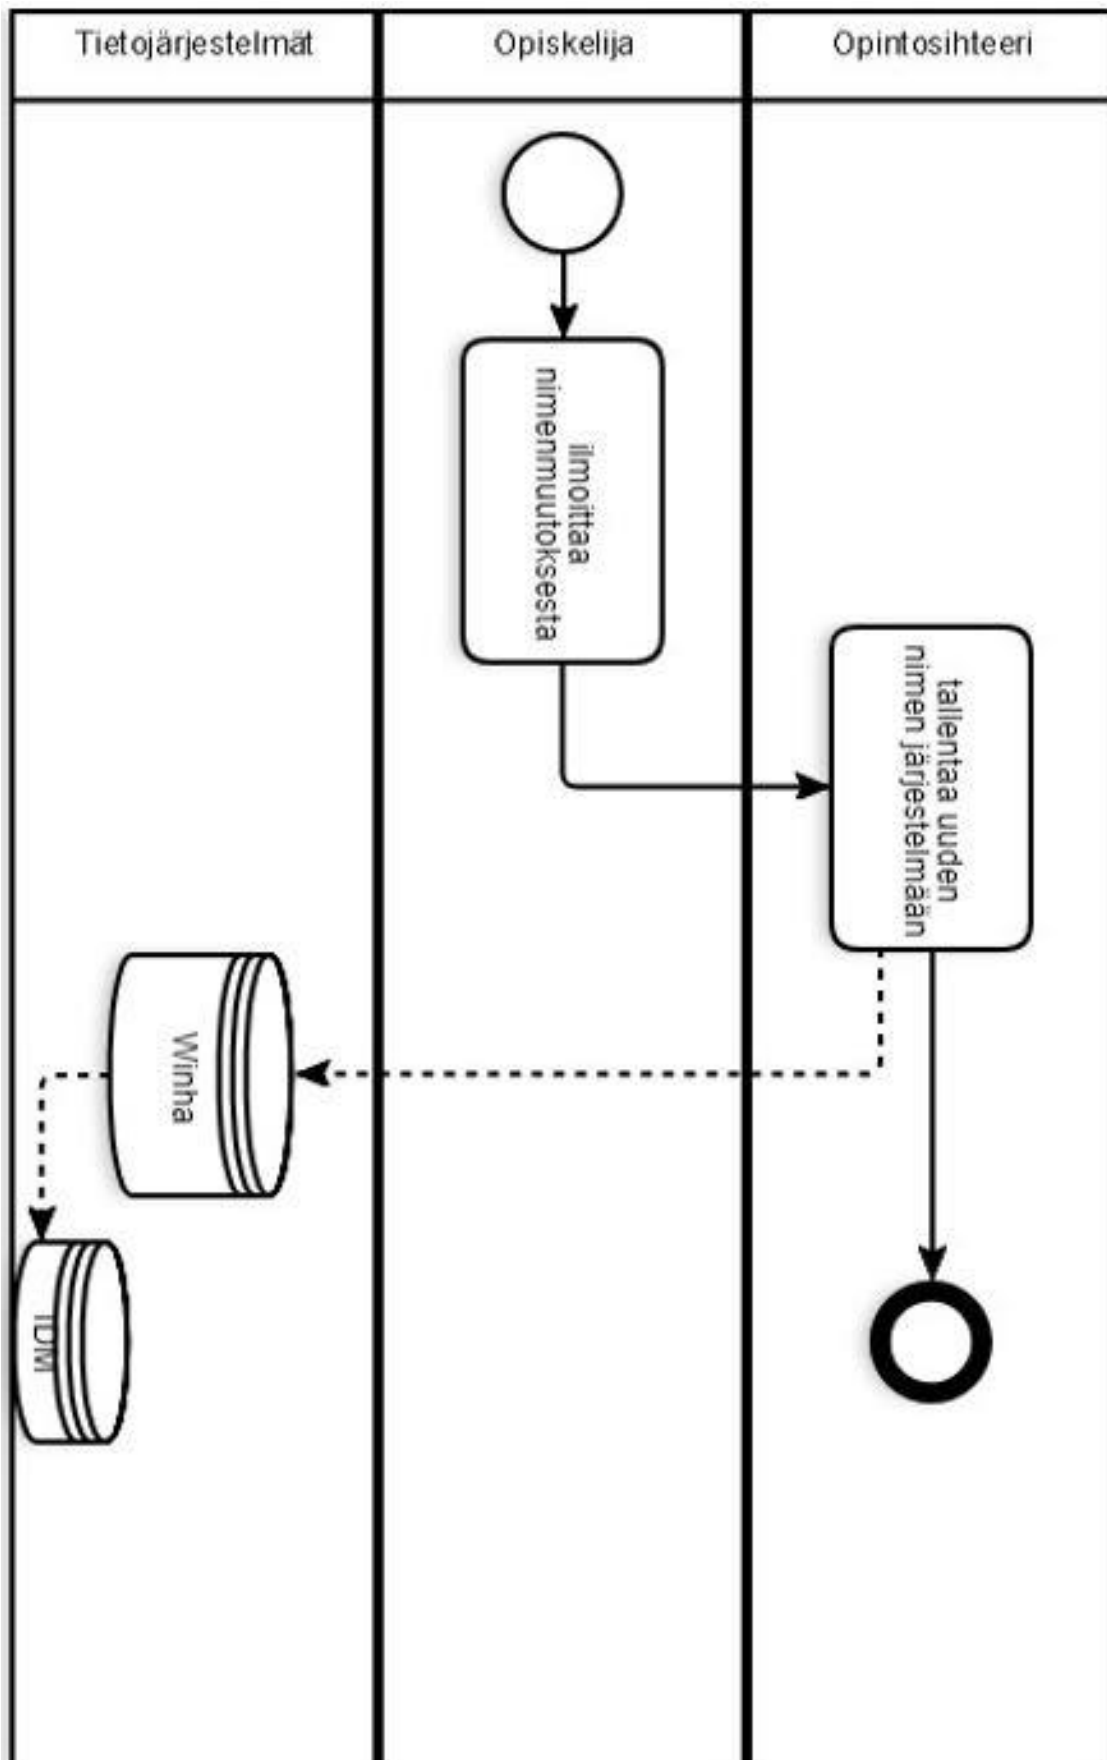 Tietojärjestelmät
Opiskelija
Opintosihteeri
ilmoittaa
nimenmuutoksesta
tallentaa uuden
nimen järjestelmään
Winha
IDM